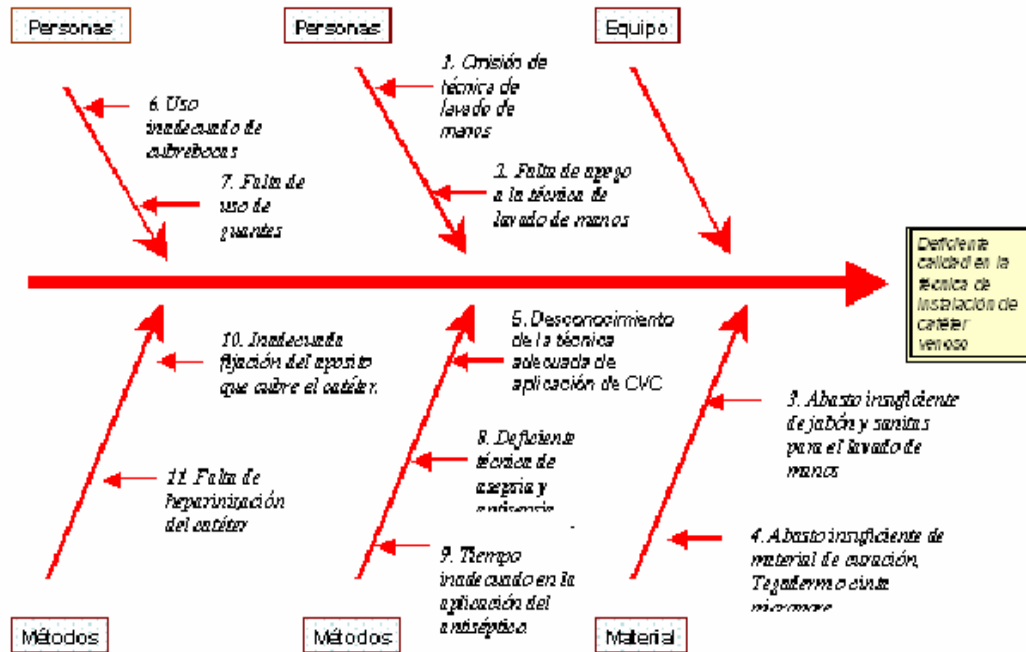 Personas
Personas
Equipo
6. Uso
inadecuado de
cubrebocas
7. Falta de
uso de
guantes
1. Omisión de
técnica de
lavado de
manos
2. Falta de apego
a la técnica de
lavado de manos
Deficiente
calidad en la
técnica de
instalación de
catéter
venoso
10. Inadecuada
fijación del aposito
que cubre el catéter.
11. Falta de
heparinización
del catéter
5. Desconocimiento
de la técnica
adecuada de
aplicación de CVC
8. Deficiente
técnica de
asepsia y
antisepsia
9. Tiempo
inadecuado en la
aplicación del
antiséptico.
3. Abasto insuficiente
de jabón y sanitas
para el lavado de
manos
4. Abasto insuficiente de
material de curación,
Tegaderm o cinta
micropore
Métodos
Métodos
Material